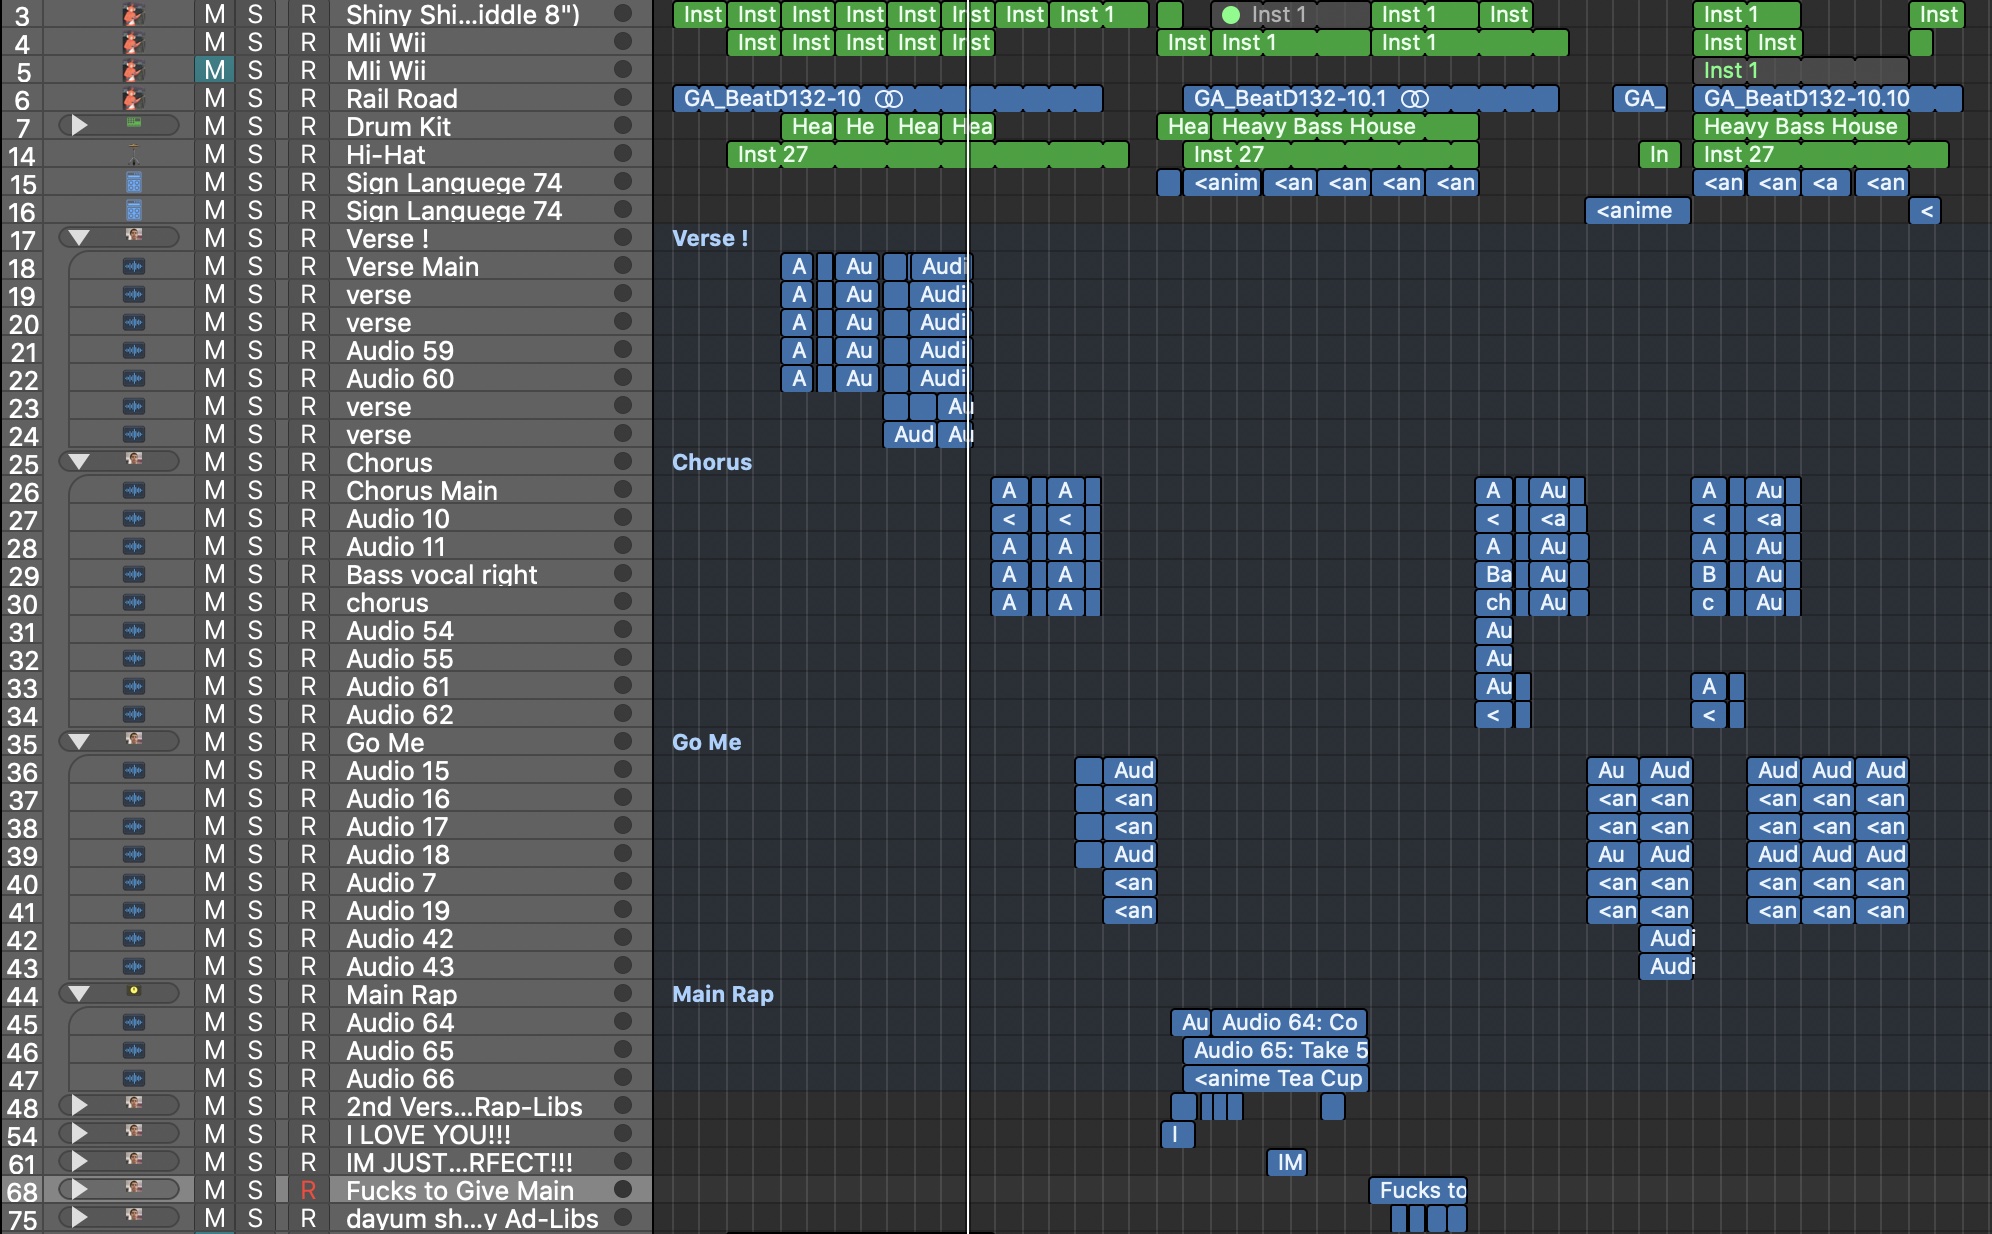 3 M S R Shiny Shi...iddle 8") Inst Inst Inst Inst Inst Inst Inst Inst 1 Inst 1 Inst 1 Inst Inst 1 Inst
4 M S R Mli Wii Inst Inst Inst Inst Inst Inst Inst 1 Inst 1 Inst Inst
5 M S R Mli Wii Inst 1
6 M S R Rail Road GA_BeatD132-10 GA_BeatD132-10.1 GA_ GA_BeatD132-10.10
7 M S R Drum Kit Hea He Hea Hea Hea Heavy Bass House Heavy Bass House
14 M S R Hi-Hat Inst 27 Inst 27 In Inst 27
15 M S R Sign Languege 74 <anim <an <an <an <an <an <an <a <an
16 M S R Sign Languege 74 <anime <
17 M S R Verse ! Verse !
18 M S R Verse Main A Au Audi
19 M S R verse A Au Audi
20 M S R verse A Au Audi
21 M S R Audio 59 A Au Audi
22 M S R Audio 60 A Au Audi
23 M S R verse Au
24 M S R verse Aud Au
25 M S R Chorus Chorus
26 M S R Chorus Main A A A Au A Au
27 M S R Audio 10 < < < <a < <a
28 M S R Audio 11 A A A Au A Au
29 M S R Bass vocal right A A Ba Au B Au
30 M S R chorus A A ch Au c Au
31 M S R Audio 54 Au
32 M S R Audio 55 Au
33 M S R Audio 61 Au A
34 M S R Audio 62 < <
35 M S R Go Me Go Me
36 M S R Audio 15 Aud Au Aud Aud Aud Aud
37 M S R Audio 16 <an <an <an <an <an <an
38 M S R Audio 17 <an <an <an <an <an <an
39 M S R Audio 18 Aud Au Aud Aud Aud Aud
40 M S R Audio 7 <an <an <an <an <an <an
41 M S R Audio 19 <an <an <an <an <an <an
42 M S R Audio 42 Audi
43 M S R Audio 43 Audi
44 M S R Main Rap Main Rap
45 M S R Audio 64 Au Audio 64: Co
46 M S R Audio 65 Audio 65: Take 5
47 M S R Audio 66 <anime Tea Cup
48 M S R 2nd Vers...Rap-Libs
54 M S R I LOVE YOU!!! I
61 M S R IM JUST...RFECT!!! IM
68 M S R Fucks to Give Main Fucks to
75 M S R dayum sh...y Ad-Libs